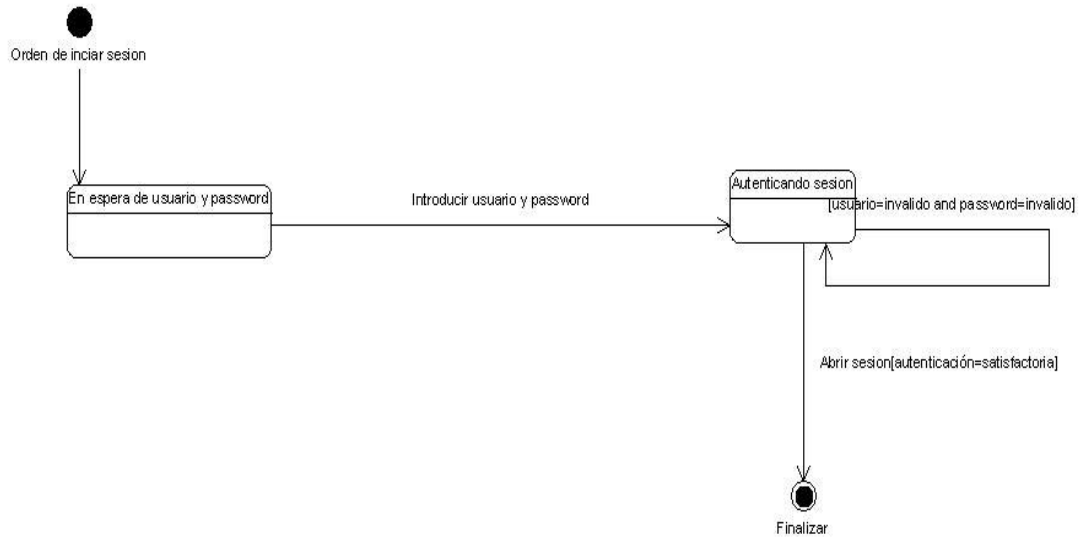 Orden de inciar sesion
En espera de usuario y password
Introducir usuario y password
Autenticando sesion
[usuario=invalido and password=invalido]
Abrir sesion[autenticación=satisfactoria]
Finalizar